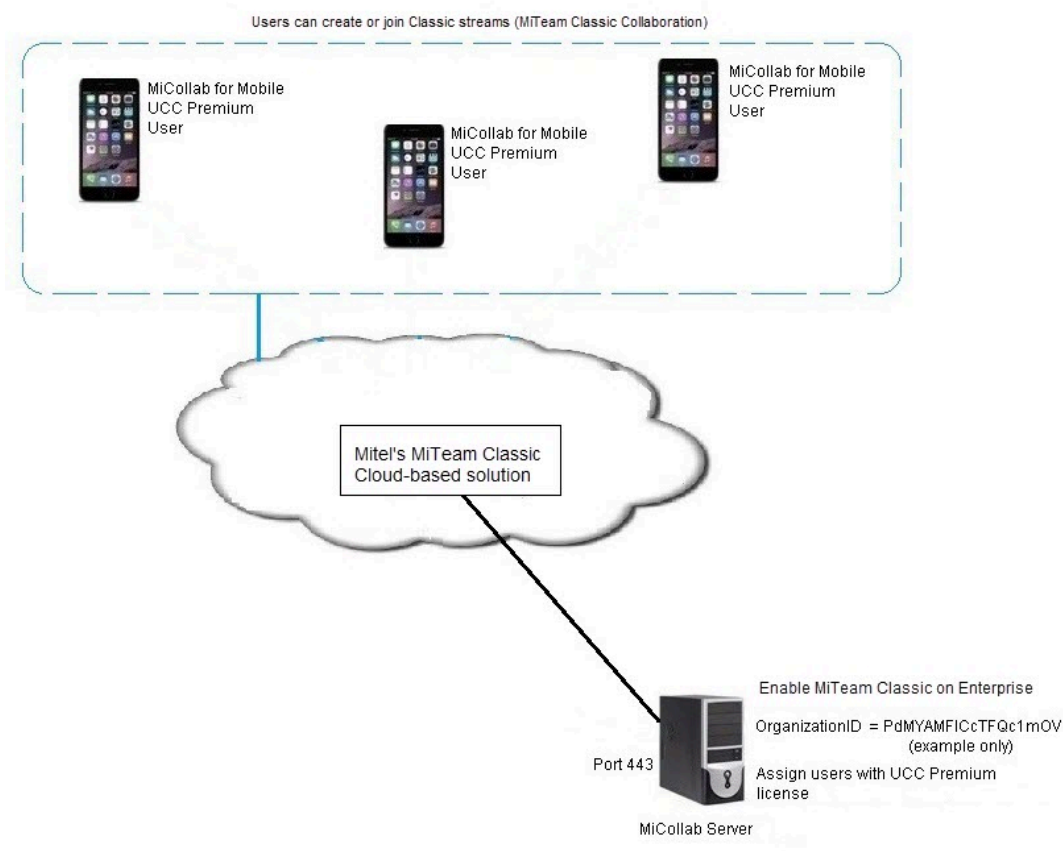 Users can create or join Classic streams (MiTeam Classic Collaboration)
MiCollab for Mobile
UCC Premium
User
MiCollab for Mobile
UCC Premium
User
MiCollab for Mobile
UCC Premium
User
Mitel's MiTeam Classic
Cloud-based solution
Enable MiTeam Classic on Enterprise
OrganizationID = PdMYAMFICcTFQc1mOV
(example only)
Port 443
Assign users with UCC Premium
license
MiCollab Server